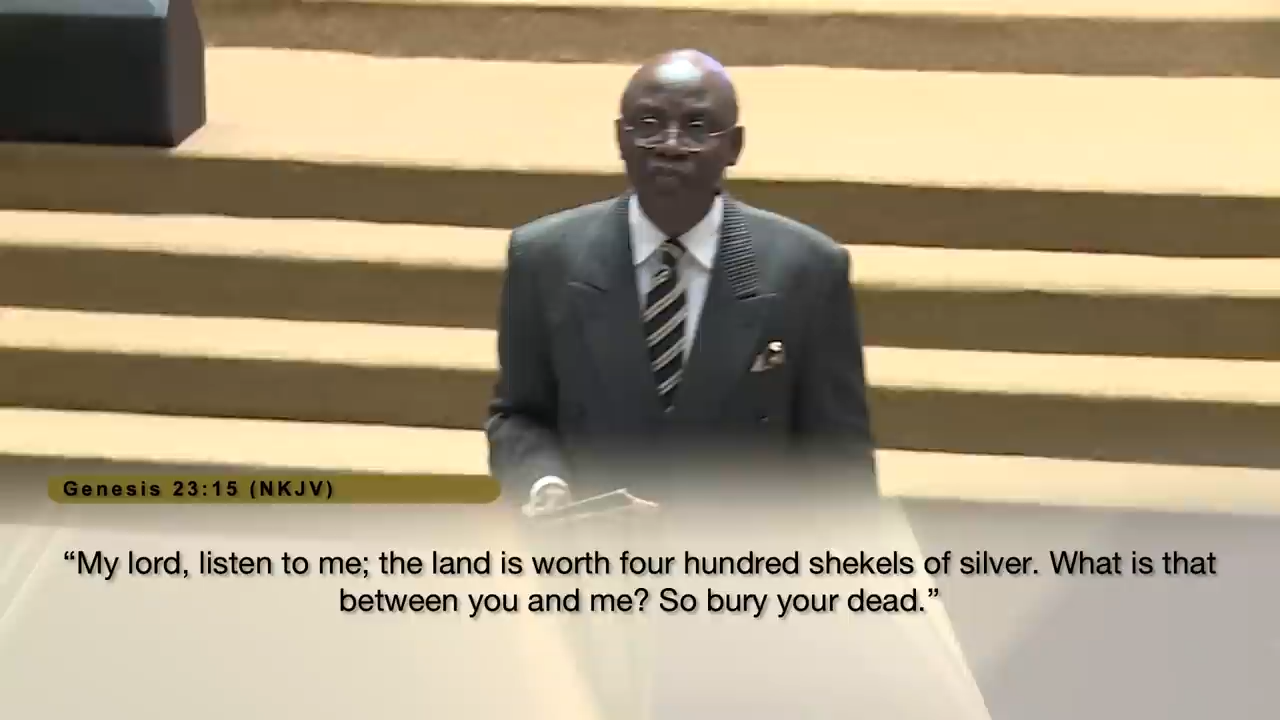 Genesis 23:15 (NKJV)
“My lord, listen to me; the land is worth four hundred shekels of silver. What is that
between you and me? So bury your dead.”